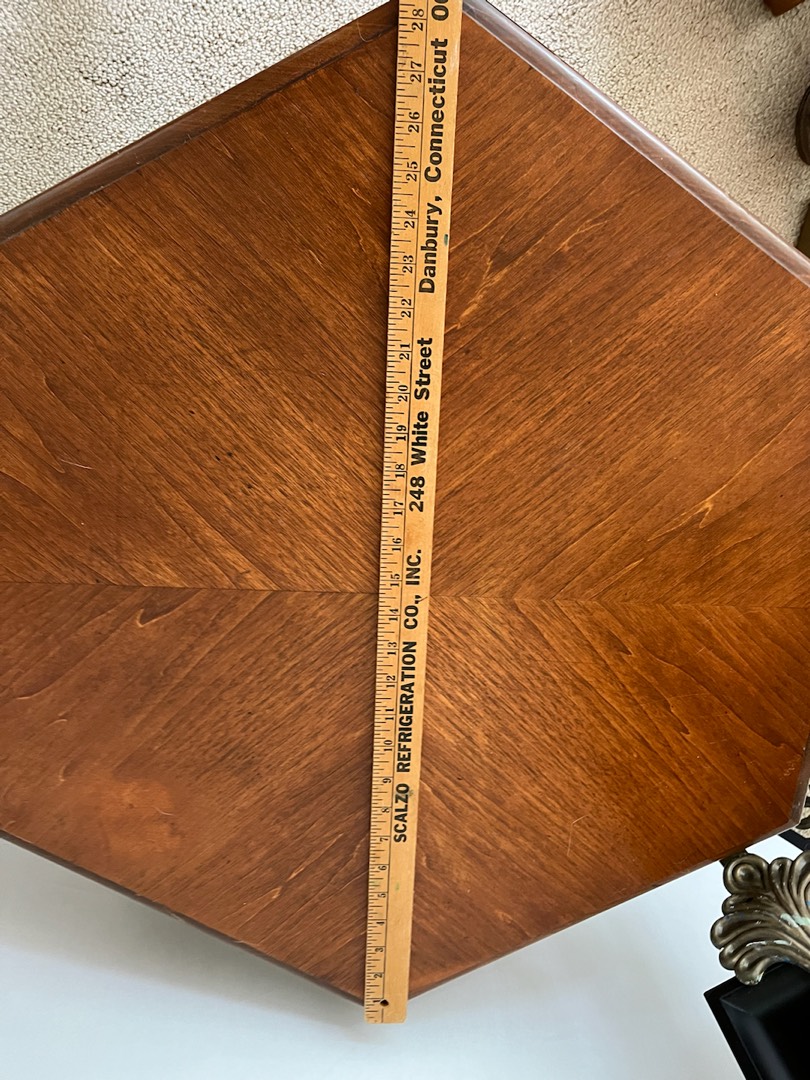 SCALZO REFRIGERATION CO., INC. 248 White Street Danbury, Connecticut
1 2 3 4 5 6 7 8 9 10 11 12 13 14 15 16 17 18 19 20 21 22 23 24 25 26 27 28